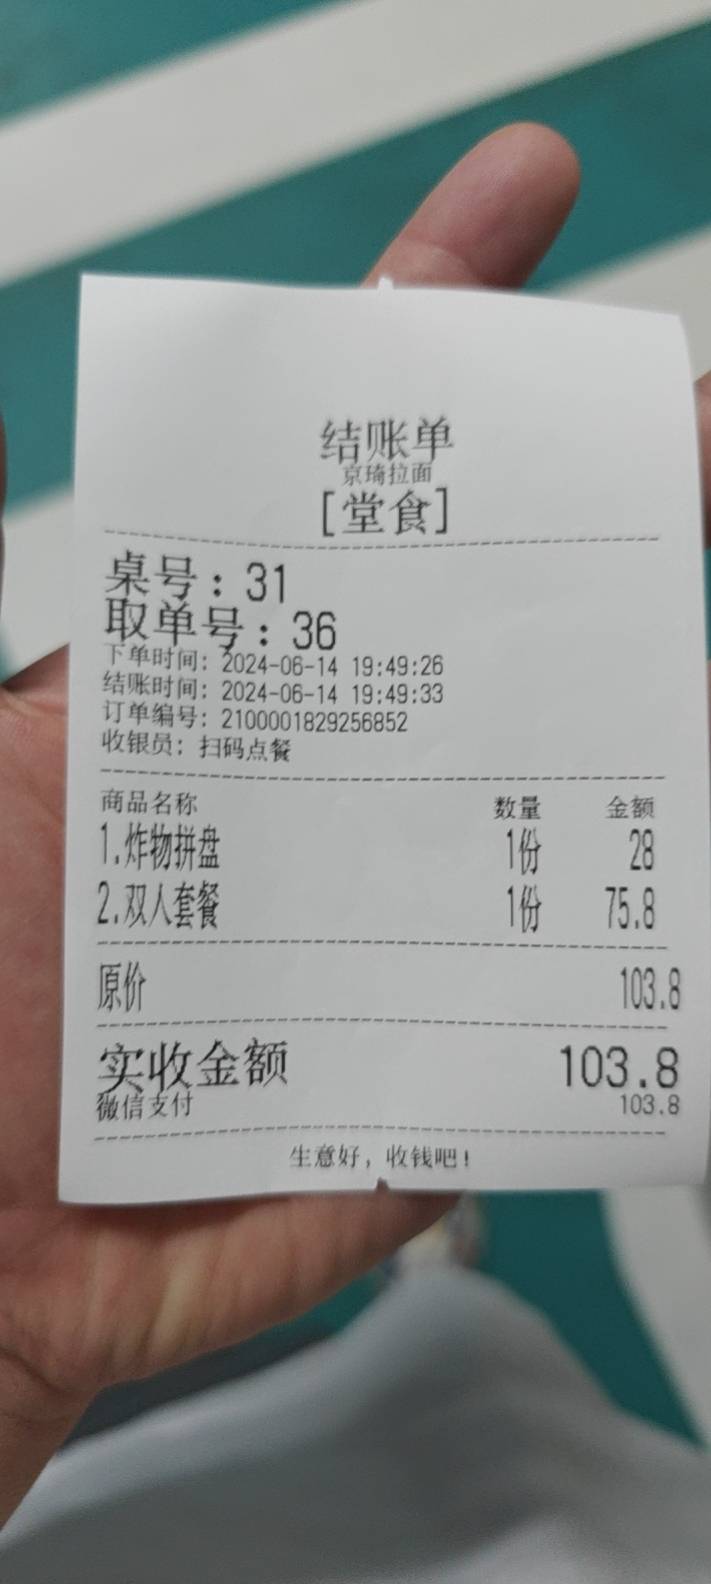 结账单
京琦拉面
[堂食]
桌号：31
取单号：36
下单时间：2024-06-14 19:49:26
结账时间：2024-06-14 19:49:33
订单编号：2100001829256852
收银员：扫码点餐
商品名称 数量 金额
1.炸物拼盘 1份 28
2.双人套餐 1份 75.8
原价 103.8
实收金额 103.8
微信支付 103.8
生意好，收钱吧！